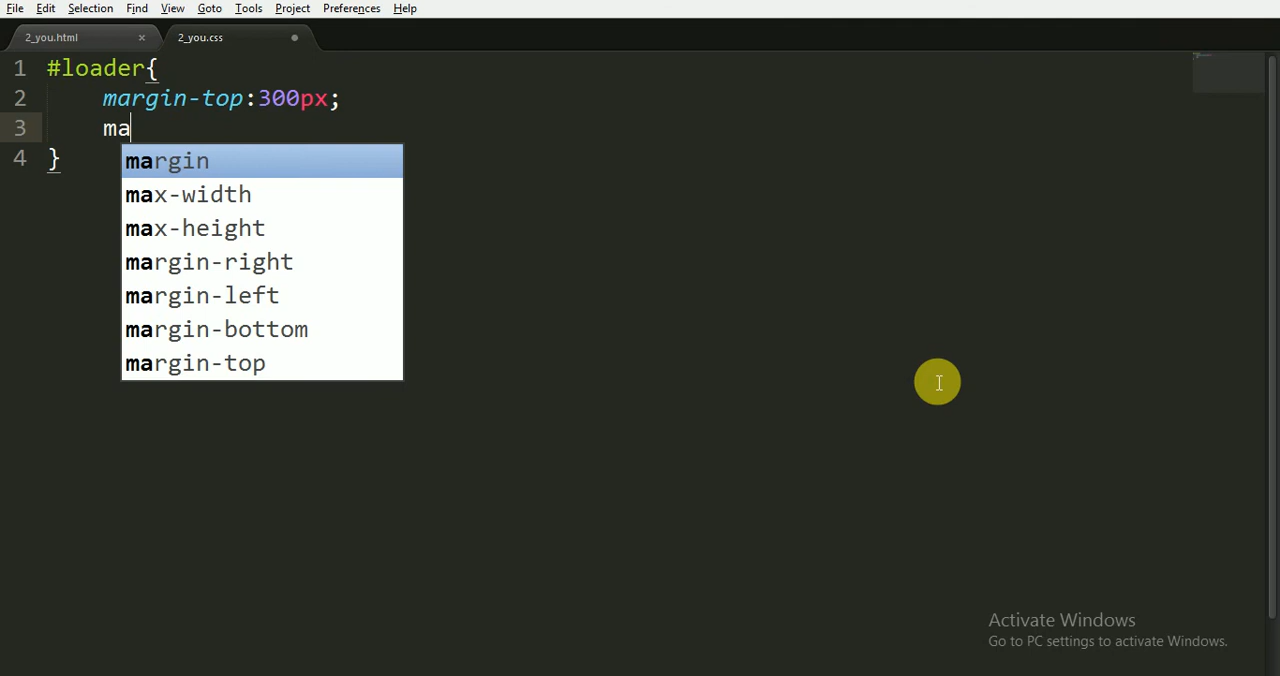 File Edit Selection Find View Goto Tools Project Preferences Help
2_you.html × 2_you.css
1 #loader{
2 margin-top:300px;
3 ma
4 }
margin
max-width
max-height
margin-right
margin-left
margin-bottom
margin-top
Activate Windows
Go to PC settings to activate Windows.